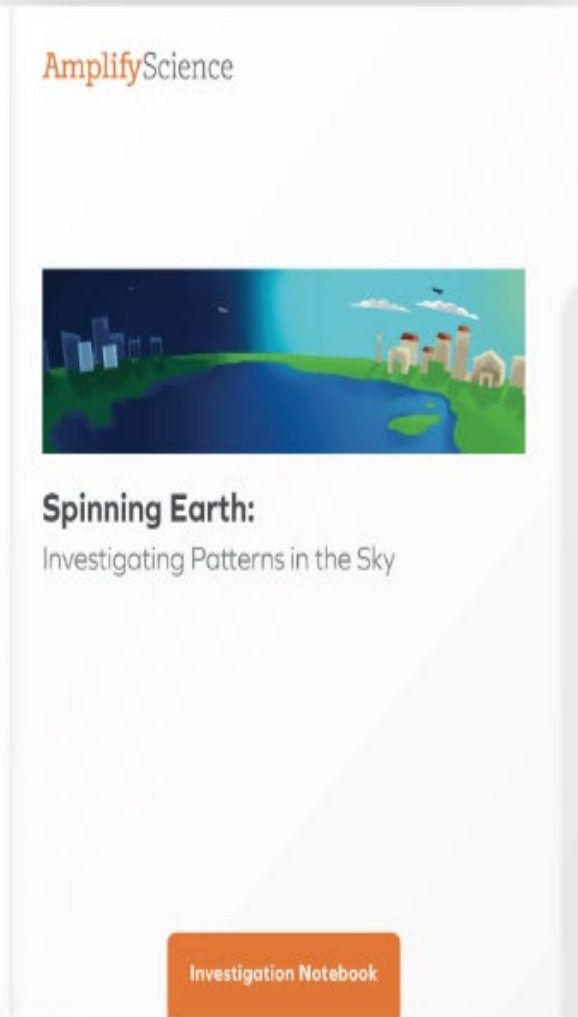 AmplifyScience
Spinning Earth:
Investigating Patterns in the Sky
Investigation Notebook